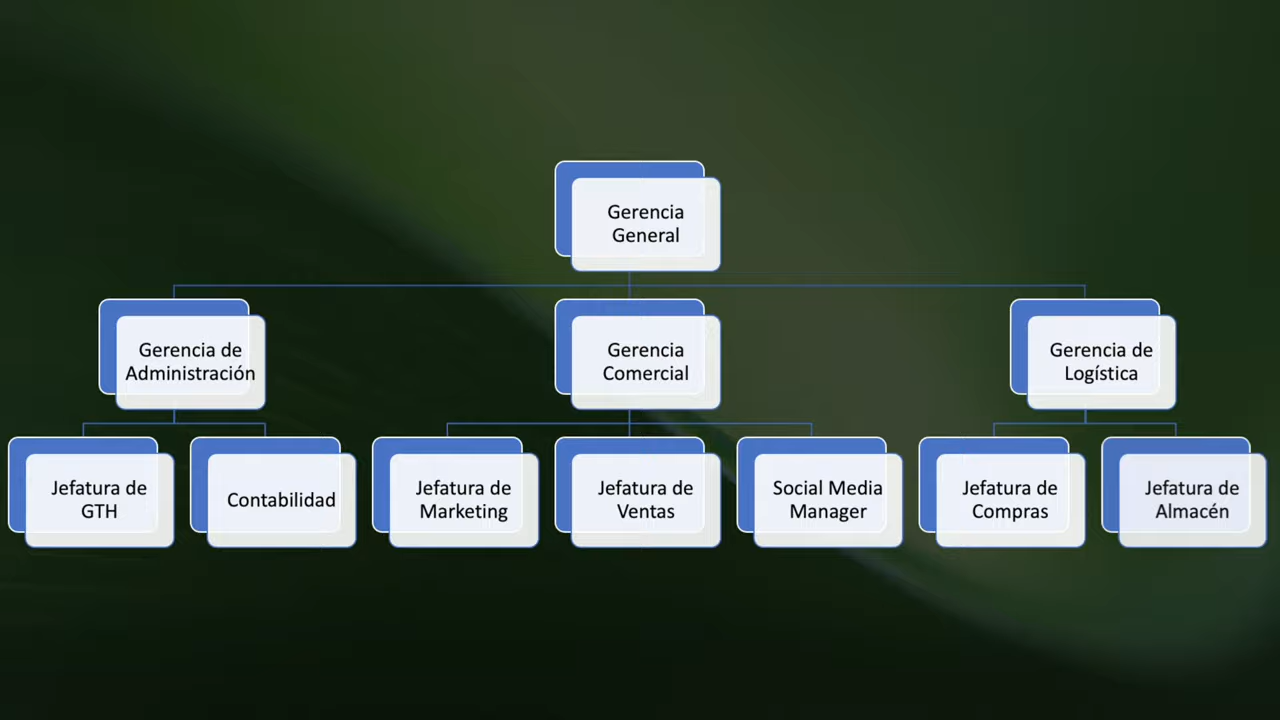 Gerencia
General
Gerencia de
Administración
Gerencia
Comercial
Gerencia de
Logística
Jefatura de
GTH
Contabilidad
Jefatura de
Marketing
Jefatura de
Ventas
Social Media
Manager
Jefatura de
Compras
Jefatura de
Almacén